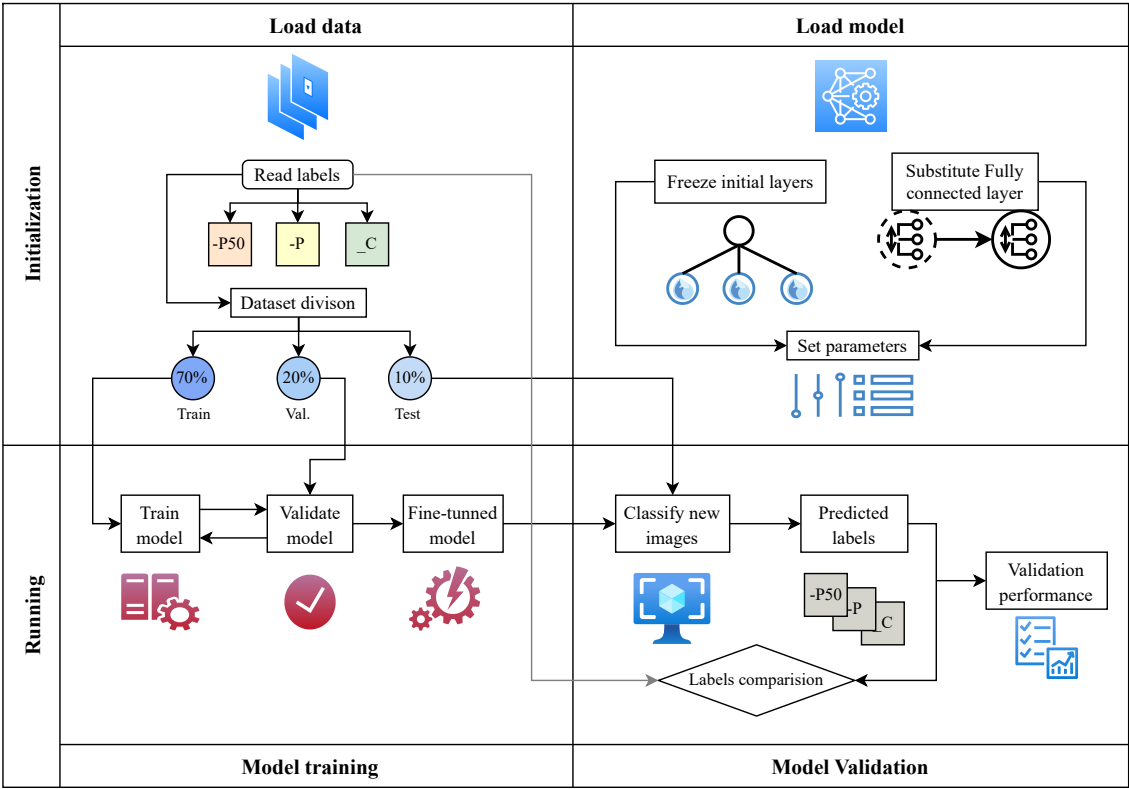 Load data
Load model
Initialization
Read labels
-P50
-P
_C
Dataset divison
70%
20%
10%
Train
Val.
Test
Freeze initial layers
Substitute Fully
connected layer
Set parameters
Running
Train
model
Validate
model
Fine-tunned
model
Classify new
images
Predicted
labels
-P50
-P
_C
Validation
performance
Labels comparision
Model training
Model Validation